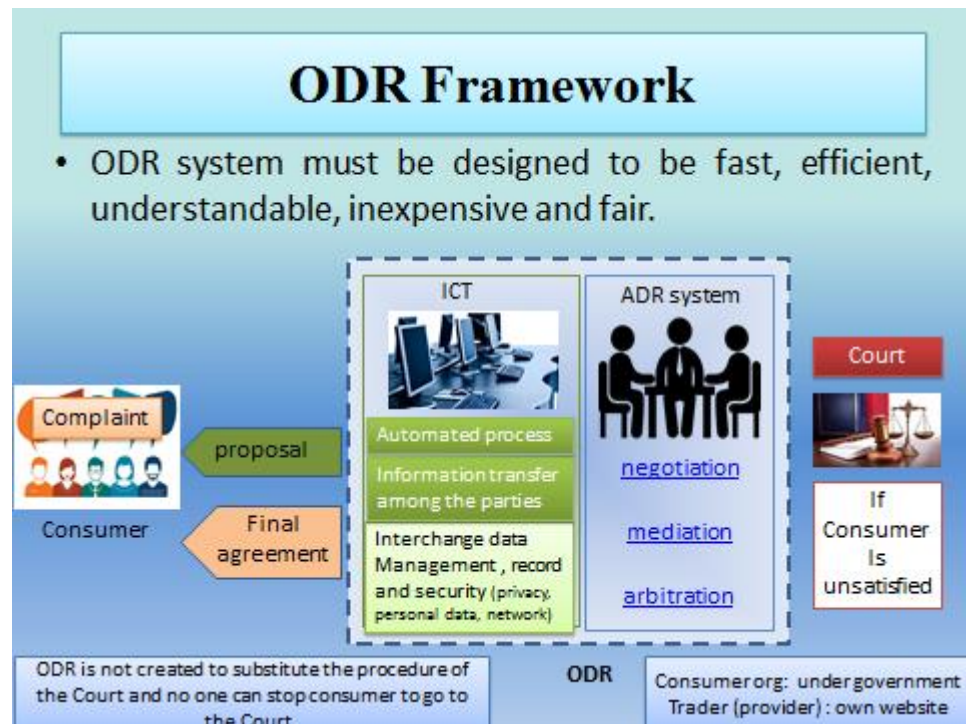 ODR Framework
• ODR system must be designed to be fast, efficient,
understandable, inexpensive and fair.
Complaint
Consumer
proposal
Final
agreement
ICT
Automated process
Information transfer
among the parties
Interchange data
Management , record
and security (privacy,
personal data, network)
ADR system
negotiation
mediation
arbitration
Court
If
Consumer
Is
unsatisfied
ODR is not created to substitute the procedure of
the Court and no one can stop consumer to go to
the Court
ODR
Consumer org: under government
Trader (provider) : own website